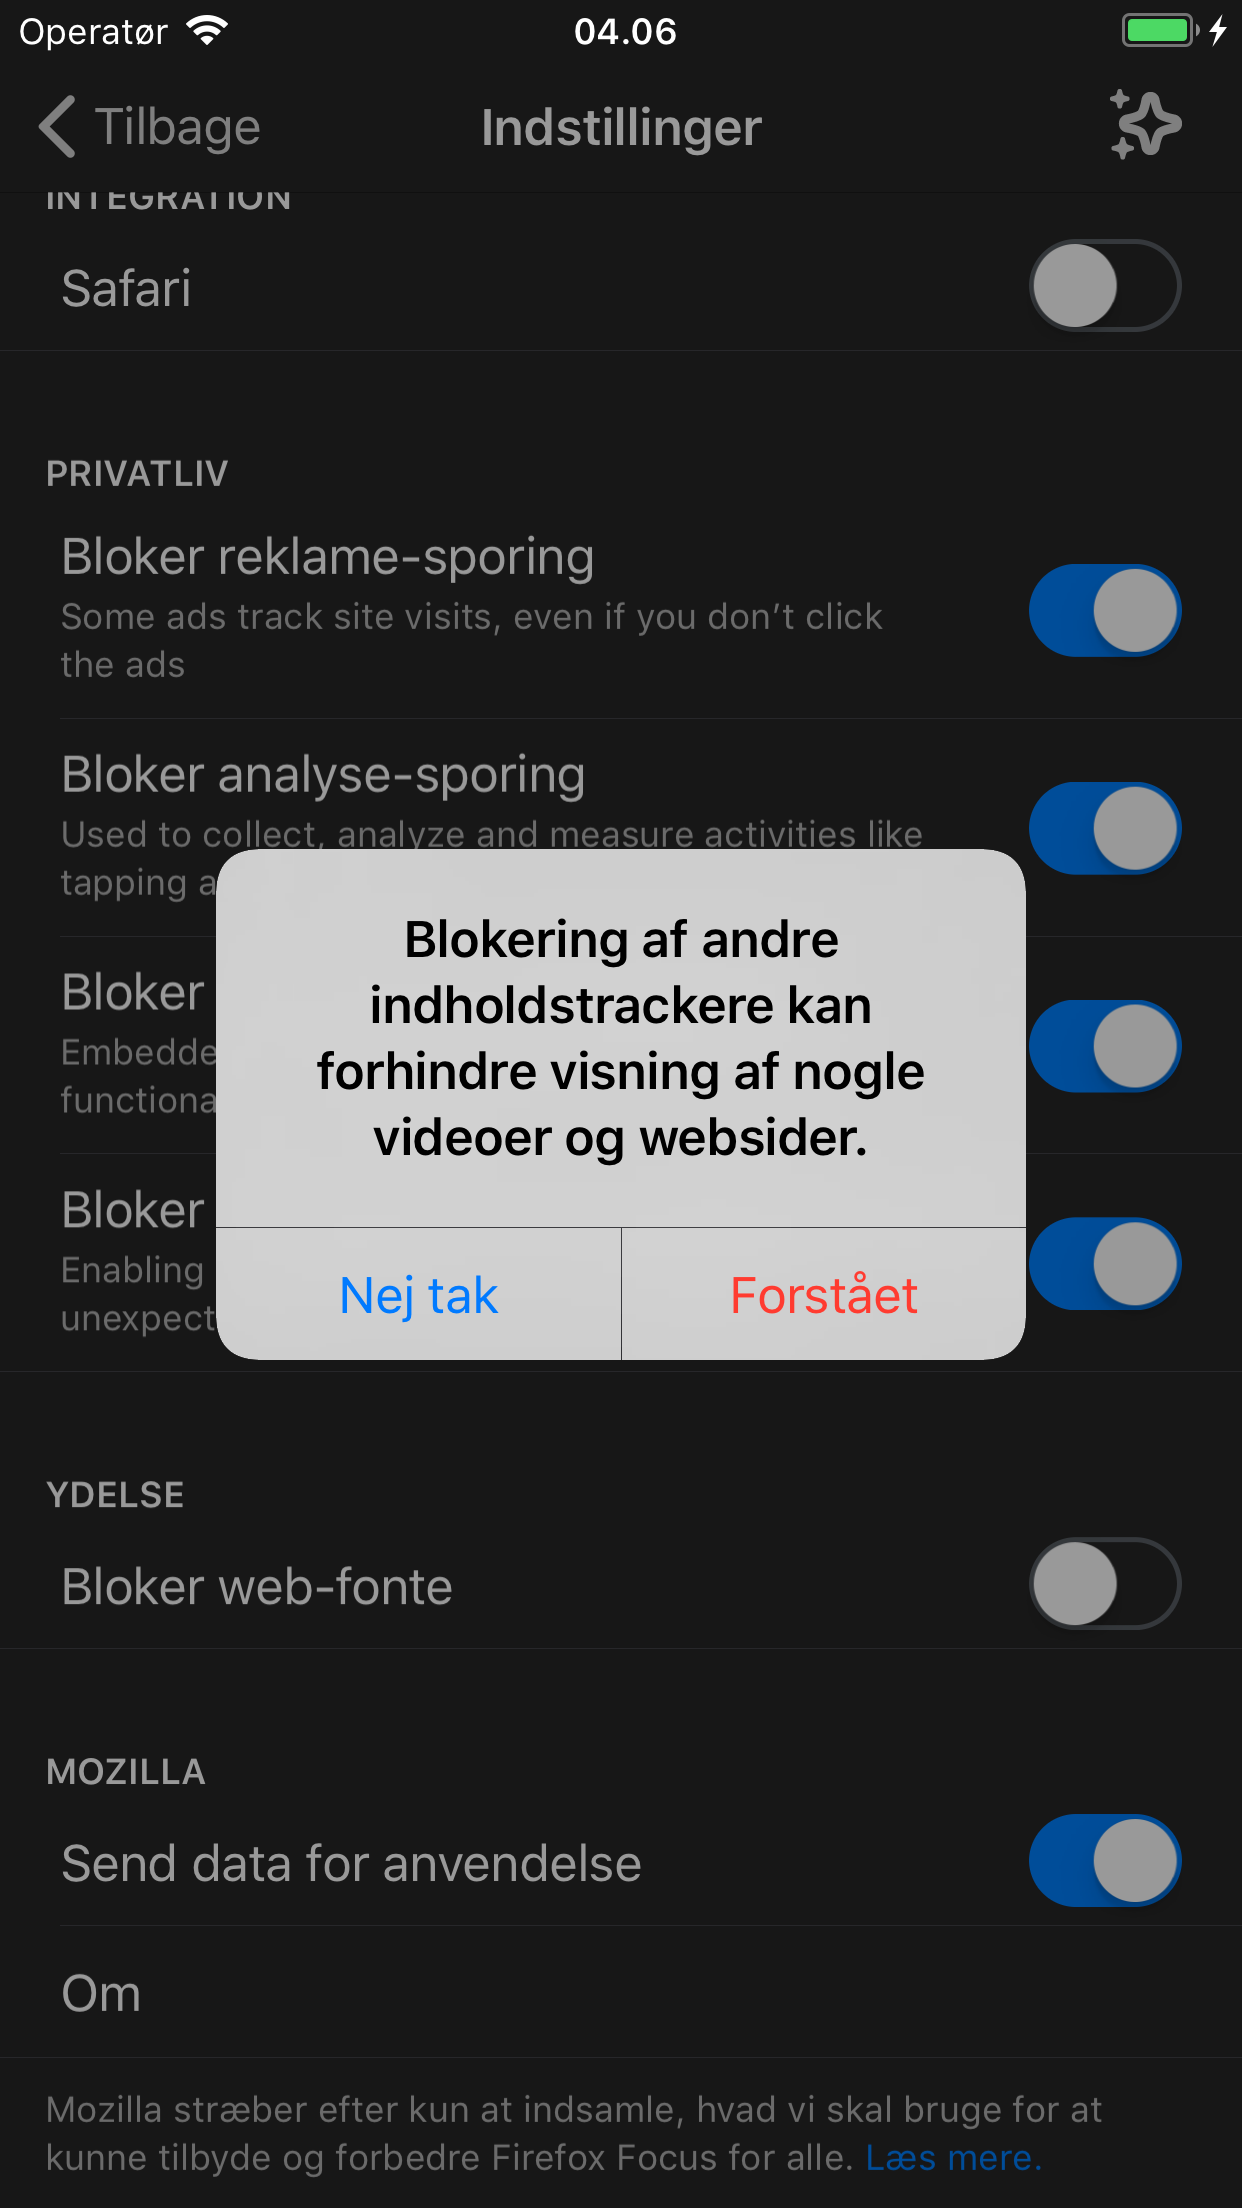 Operatør
04.06
Tilbage
Indstillinger
INTEGRATION
Safari
PRIVATLIV
Bloker reklame-sporing
Some ads track site visits, even if you don’t click
the ads
Bloker analyse-sporing
Used to collect, analyze and measure activities like
tapping
Bloker
Bloker
Enabling
Blokering af andre
indholdstrackere kan
forhindre visning af nogle
videoer og websider.
Nej tak
Forstået
YDELSE
Bloker web-fonte
MOZILLA
Send data for anvendelse
Om
Mozilla stræber efter kun at indsamle, hvad vi skal bruge for at
kunne tilbyde og forbedre Firefox Focus for alle. Læs mere.